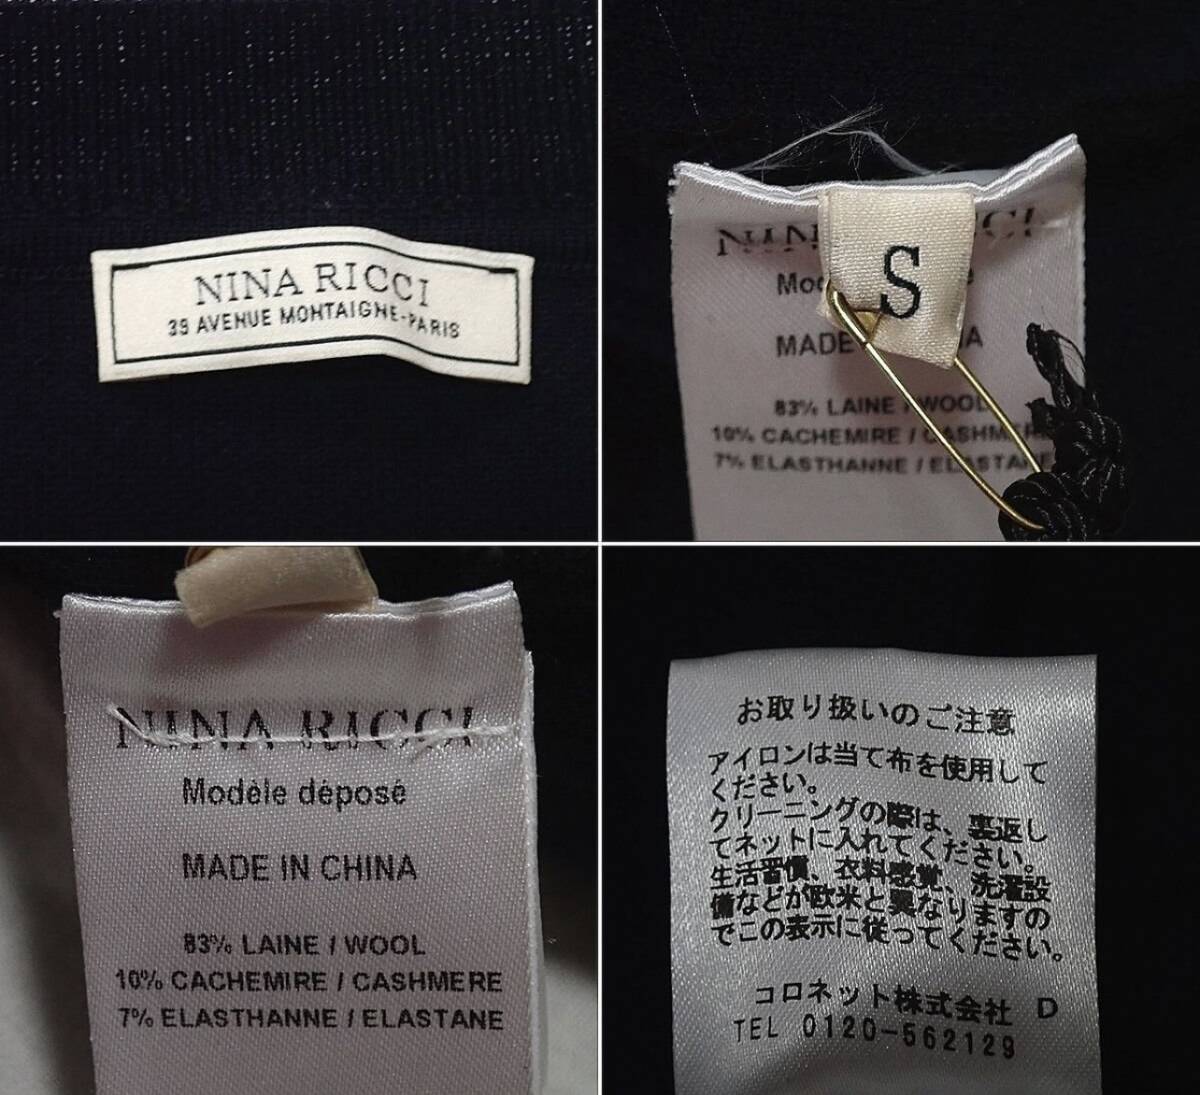 NINA RICCI
39 AVENUE MONTAIGNE-PARIS
S
MADE
83% LAINE / WOOL
10% CACHEMIRE / CASHMERE
7% ELASTHANNE / ELASTANE
NINA RICCI
Modèle déposé
MADE IN CHINA
83% LAINE / WOOL
10% CACHEMIRE / CASHMERE
7% ELASTHANNE / ELASTANE
お取り扱いのご注意
アイロンは当て布を使用して
ください。
クリーニングの際は、裏返し
てネットに入れてください。
生活習慣、衣料感覚、洗濯設
備などが欧米と異なりますの
でこの表示に従ってください。
コロネット株式会社 D
TEL 0120-562129